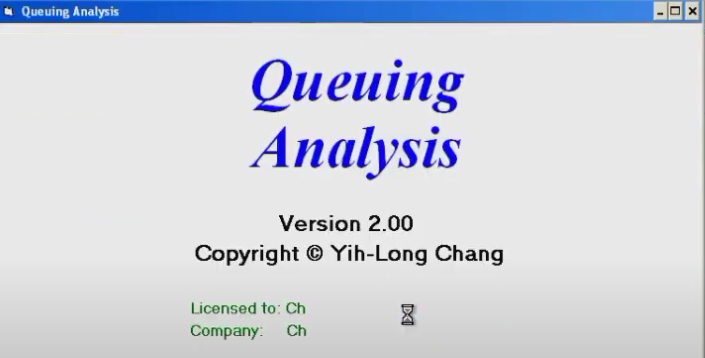 Queuing Analysis
Queuing
Analysis
Version 2.00
Copyright © Yih-Long Chang
Licensed to: Ch
Company: Ch